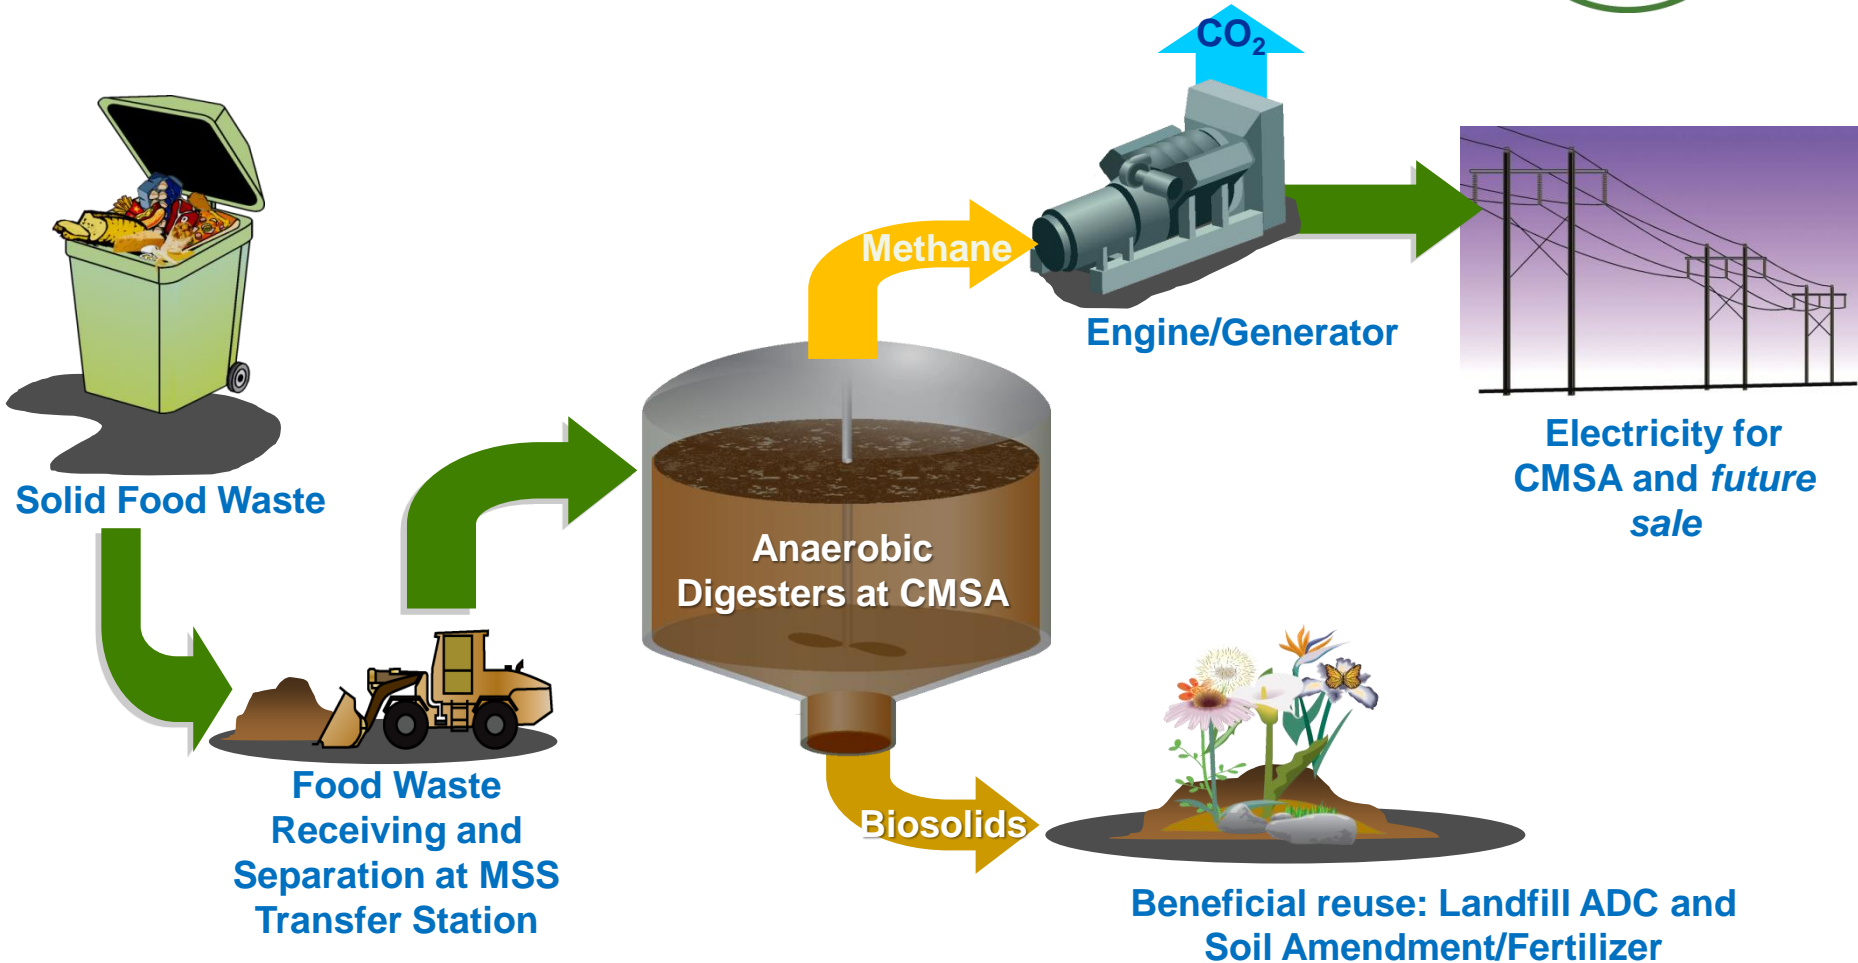 Solid Food Waste
Food Waste
Receiving and
Separation at MSS
Transfer Station
Anaerobic
Digesters at CMSA
Methane
CO₂
Engine/Generator
Electricity for
CMSA and future
sale
Biosolids
Beneficial reuse: Landfill ADC and
Soil Amendment/Fertilizer